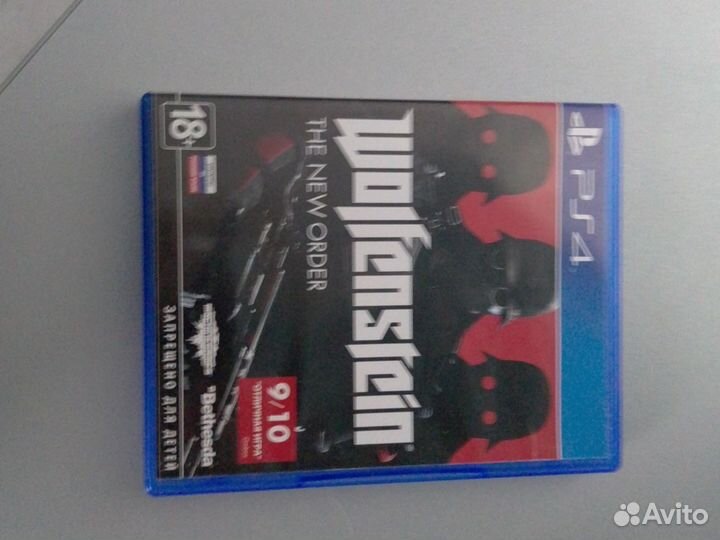 PS4
Wolfenstein
THE NEW ORDER
9/10
"ОТЛИЧНАЯ ИГРА"
Bethesda
18+
ЗАПРЕЩЕНО ДЛЯ ДЕТЕЙ
Avito